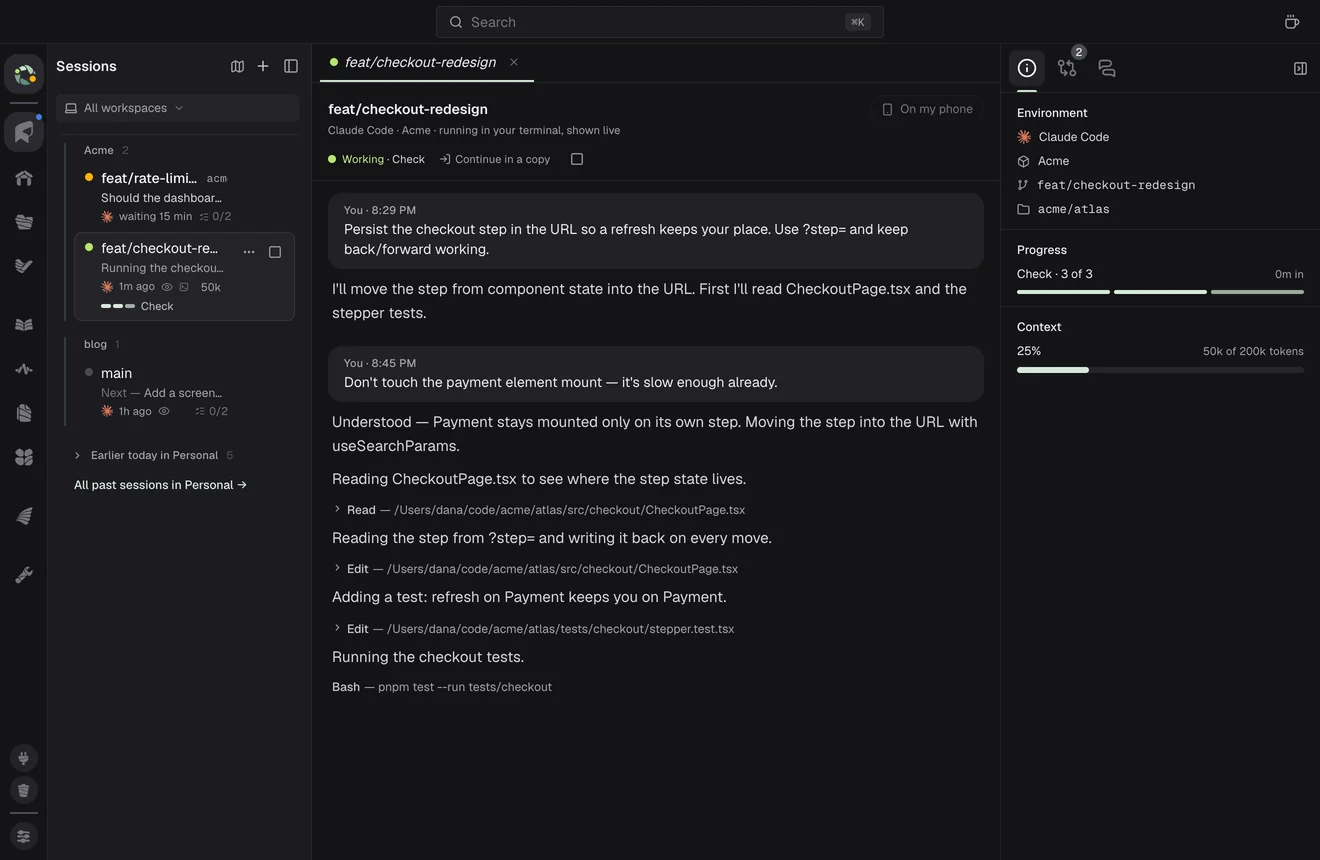 Search
⌘K
Sessions
All workspaces
Acme 2
feat/rate-limi... acm
Should the dashboar...
waiting 15 min 0/2
feat/checkout-re...
Running the checkou...
1m ago 50k
Check
blog 1
main
Next — Add a screen...
1h ago 0/2
Earlier today in Personal 5
All past sessions in Personal →
feat/checkout-redesign
feat/checkout-redesign
On my phone
Claude Code · Acme · running in your terminal, shown live
Working · Check
Continue in a copy
You · 8:29 PM
Persist the checkout step in the URL so a refresh keeps your place. Use ?step= and keep
back/forward working.
I'll move the step from component state into the URL. First I'll read CheckoutPage.tsx and the
stepper tests.
You · 8:45 PM
Don't touch the payment element mount — it's slow enough already.
Understood — Payment stays mounted only on its own step. Moving the step into the URL with
useSearchParams.
Reading CheckoutPage.tsx to see where the step state lives.
Read — /Users/dana/code/acme/atlas/src/checkout/CheckoutPage.tsx
Reading the step from ?step= and writing it back on every move.
Edit — /Users/dana/code/acme/atlas/src/checkout/CheckoutPage.tsx
Adding a test: refresh on Payment keeps you on Payment.
Edit — /Users/dana/code/acme/atlas/tests/checkout/stepper.test.tsx
Running the checkout tests.
Bash — pnpm test --run tests/checkout
2
Environment
Claude Code
Acme
feat/checkout-redesign
acme/atlas
Progress
Check · 3 of 3 0m in
Context
25% 50k of 200k tokens